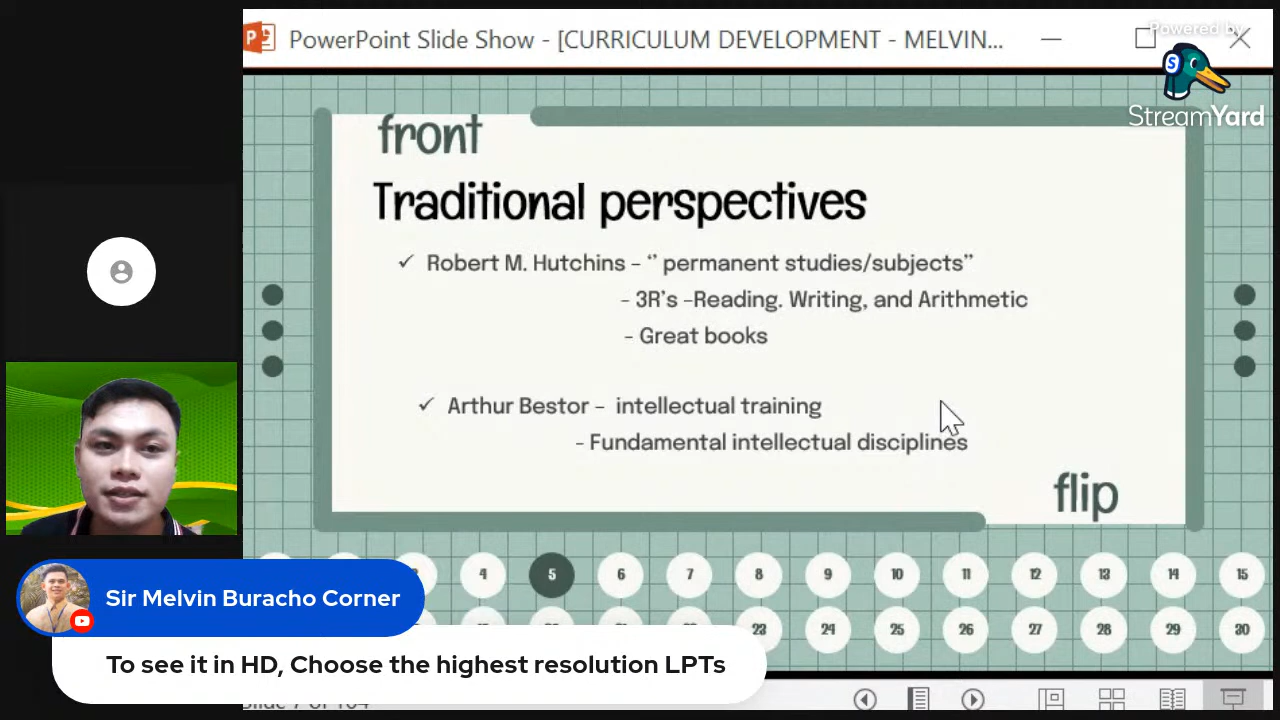 PowerPoint Slide Show - [CURRICULUM DEVELOPMENT - MELVIN...
Powered by
StreamYard
front
Traditional perspectives
✓ Robert M. Hutchins – ‘’ permanent studies/subjects”
– 3R’s –Reading. Writing, and Arithmetic
– Great books
✓ Arthur Bestor – intellectual training
- Fundamental intellectual disciplines
flip
4 5 6 7 8 9 10 11 12 13 14 15
23 24 25 26 27 28 29 30
Sir Melvin Buracho Corner
To see it in HD, Choose the highest resolution LPTs